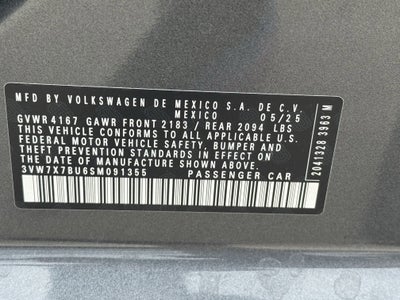 MFD BY VOLKSWAGEN DE MEXICO S.A. DE C.V.
MEXICO 05/25
GVWR 4167 GAWR FRONT 2183 / REAR 2094 LBS
THIS VEHICLE CONFORMS TO ALL APPLICABLE U.S.
FEDERAL MOTOR VEHICLE SAFETY, BUMPER AND
THEFT PREVENTION STANDARDS IN EFFECT ON
THE DATE OF MANUFACTURE SHOWN ABOVE.
3VW7X7BU6SM091355 PASSENGER CAR
2041328 3963 M